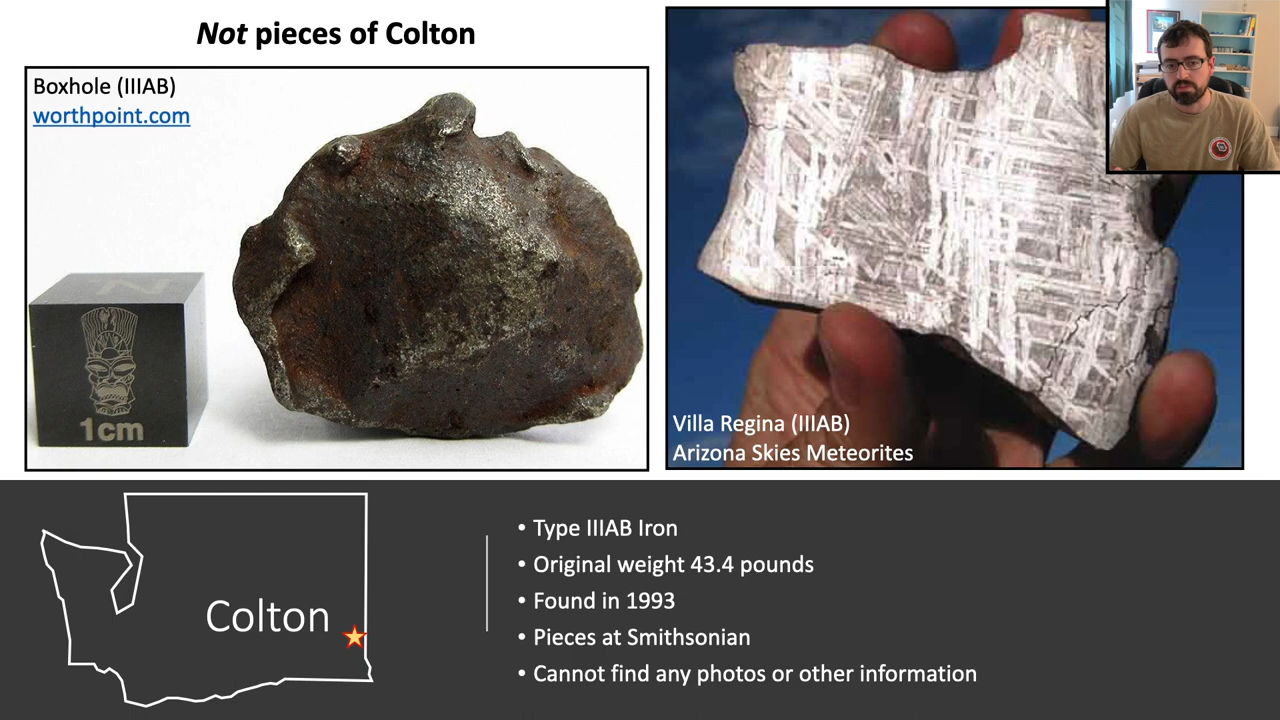 Not pieces of Colton
Boxhole (IIIAB)
worthpoint.com
N
1cm
Villa Regina (IIIAB)
Arizona Skies Meteorites
Colton
• Type IIIAB Iron
• Original weight 43.4 pounds
• Found in 1993
• Pieces at Smithsonian
• Cannot find any photos or other information